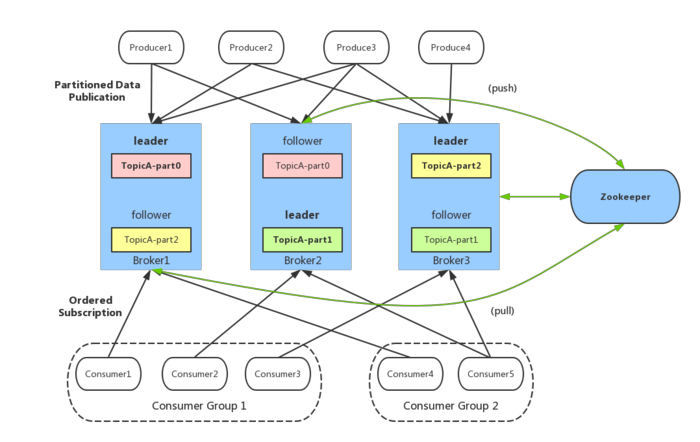 Producer1
Producer2
Produce3
Produce4
Partitioned Data
Publication
(push)
leader
TopicA-part0
follower
TopicA-part2
Broker1
follower
TopicA-part0
leader
TopicA-part1
Broker2
leader
TopicA-part2
follower
TopicA-part1
Broker3
Zookeeper
Ordered
Subscription
(pull)
Consumer1
Consumer2
Consumer3
Consumer Group 1
Consumer4
Consumer5
Consumer Group 2